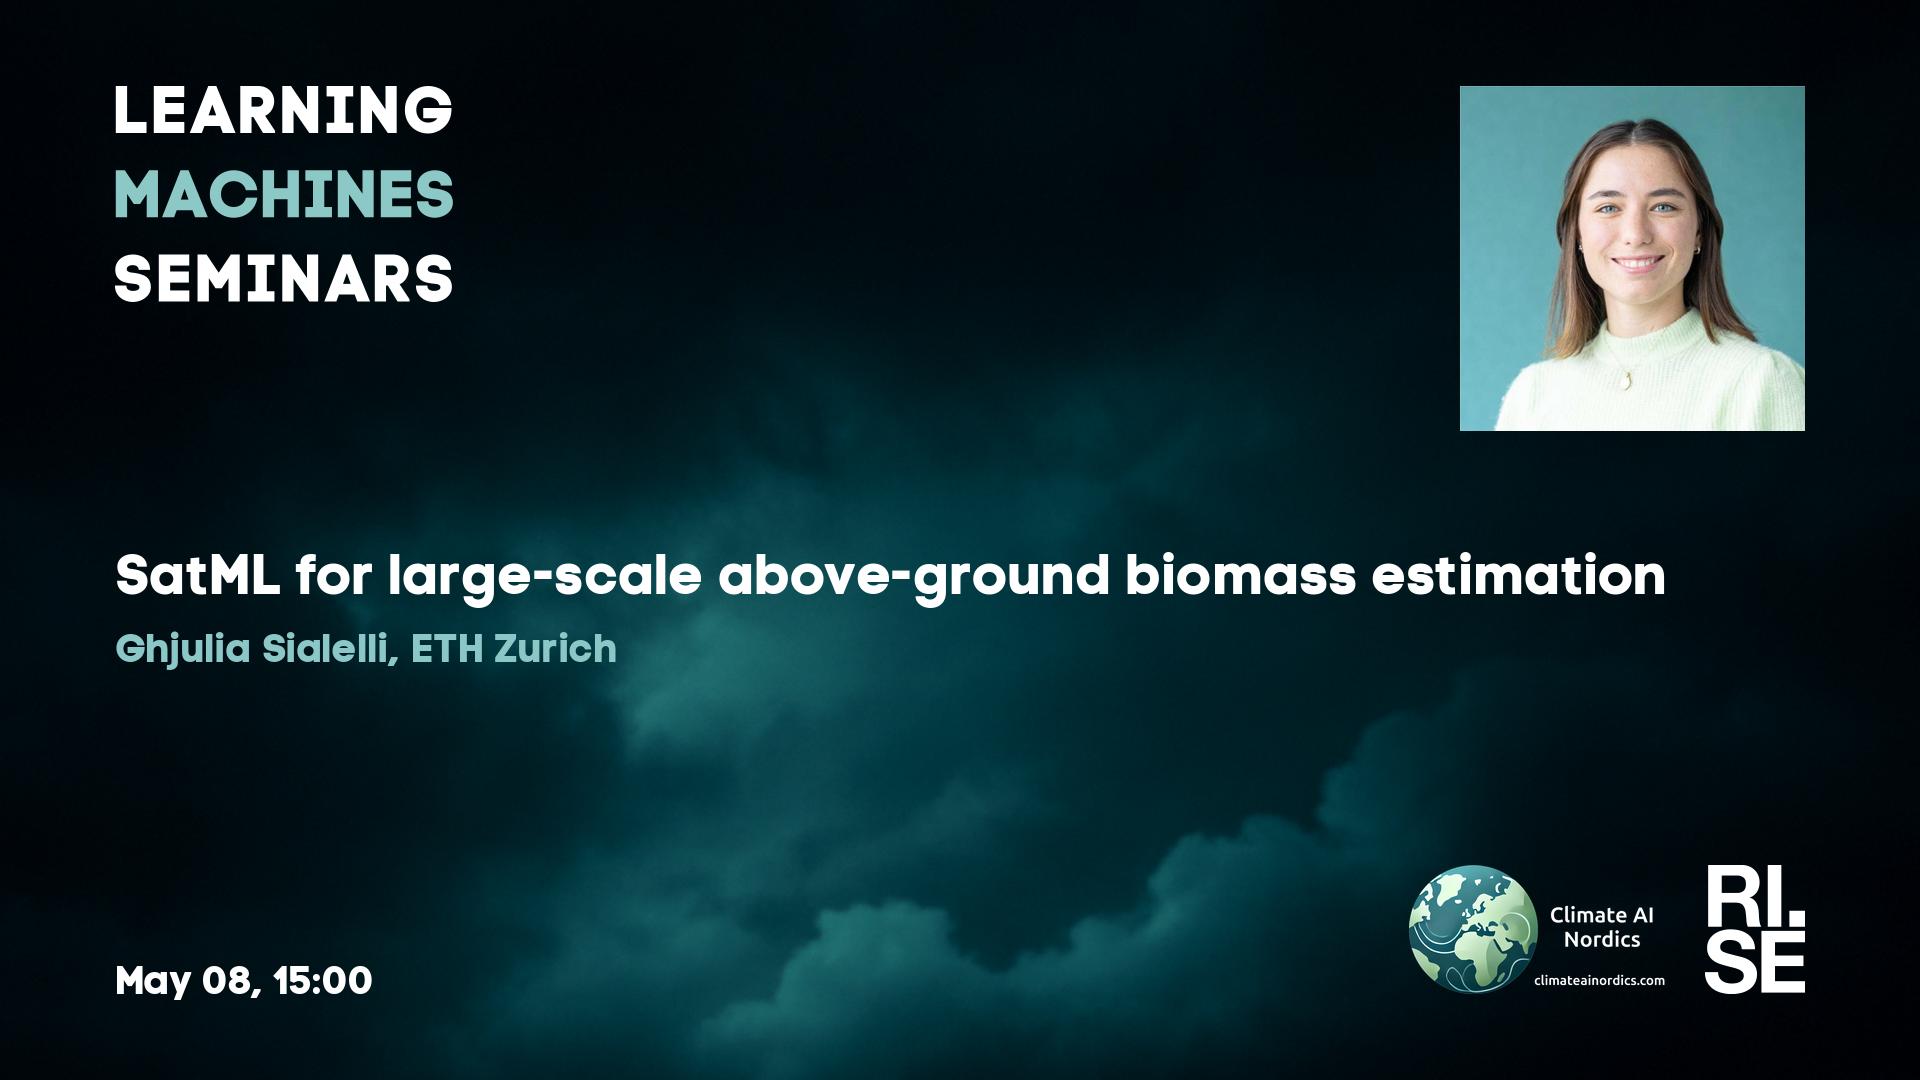 LEARNING
MACHINES
SEMINARS
SatML for large-scale above-ground biomass estimation
Ghjulia Sialelli, ETH Zurich
May 08, 15:00
Climate AI
Nordics
climateainordics.com
RI.
SE